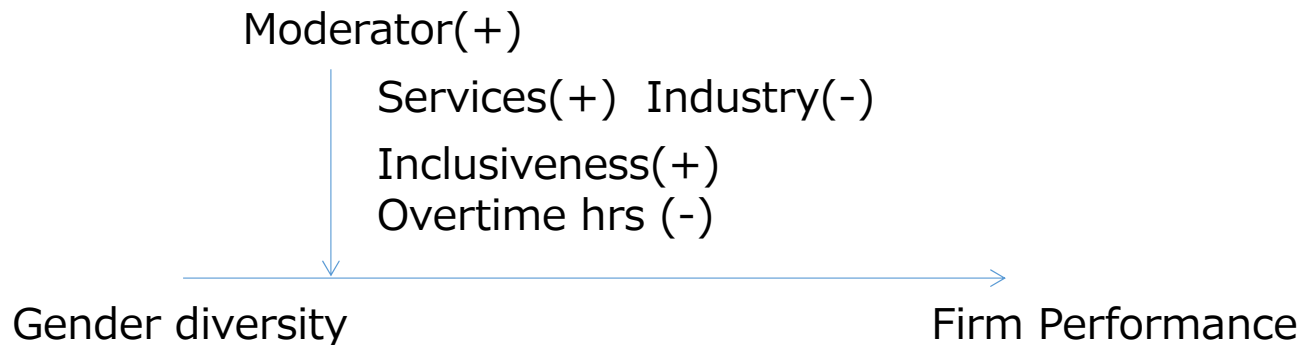 Moderator(+)
Services(+) Industry(-)
Inclusiveness(+)
Overtime hrs (-)
Gender diversity Firm Performance